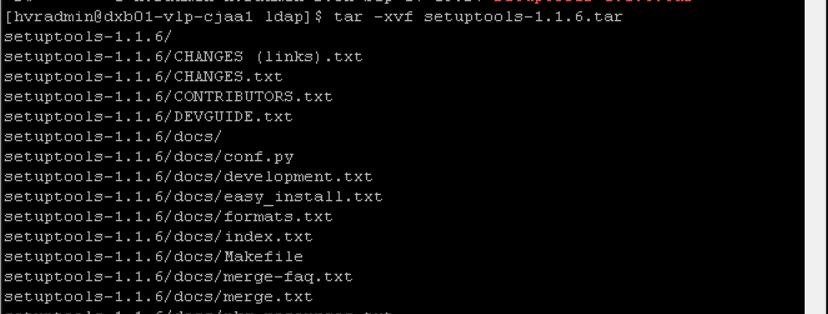 [hvradmin@dxb01-vlp-cjaa1 ldap]$ tar -xvf setuptools-1.1.6.tar
setuptools-1.1.6/
setuptools-1.1.6/CHANGES (links).txt
setuptools-1.1.6/CHANGES.txt
setuptools-1.1.6/CONTRIBUTORS.txt
setuptools-1.1.6/DEVGUIDE.txt
setuptools-1.1.6/docs/
setuptools-1.1.6/docs/conf.py
setuptools-1.1.6/docs/development.txt
setuptools-1.1.6/docs/easy_install.txt
setuptools-1.1.6/docs/formats.txt
setuptools-1.1.6/docs/index.txt
setuptools-1.1.6/docs/Makefile
setuptools-1.1.6/docs/merge-faq.txt
setuptools-1.1.6/docs/merge.txt